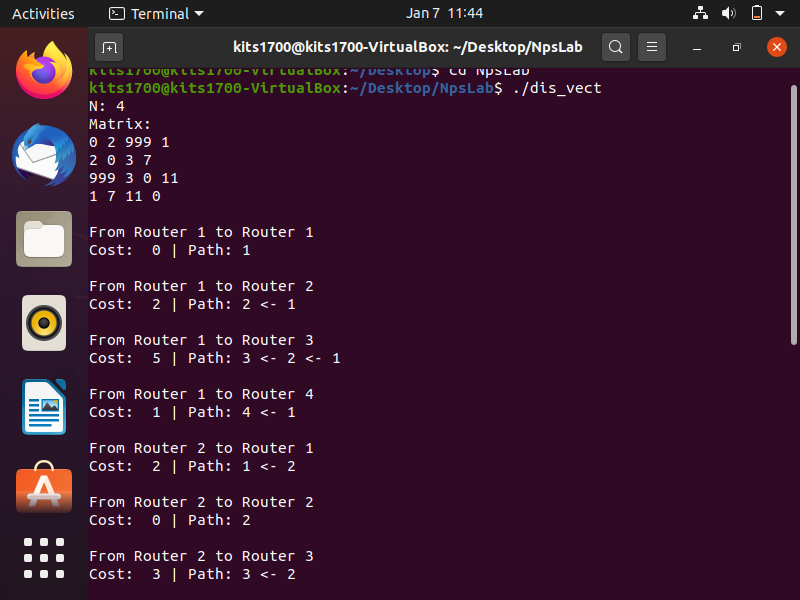 Activities
Terminal
Jan 7 11:44
kits1700@kits1700-VirtualBox: ~/Desktop/NpsLab
kits1700@kits1700-VirtualBox:~/Desktop$ cd NpsLab
kits1700@kits1700-VirtualBox:~/Desktop/NpsLab$ ./dis_vect
N: 4
Matrix:
0 2 999 1
2 0 3 7
999 3 0 11
1 7 11 0
From Router 1 to Router 1
Cost:  0 | Path: 1
From Router 1 to Router 2
Cost:  2 | Path: 2 <- 1
From Router 1 to Router 3
Cost:  5 | Path: 3 <- 2 <- 1
From Router 1 to Router 4
Cost:  1 | Path: 4 <- 1
From Router 2 to Router 1
Cost:  2 | Path: 1 <- 2
From Router 2 to Router 2
Cost:  0 | Path: 2
From Router 2 to Router 3
Cost:  3 | Path: 3 <- 2